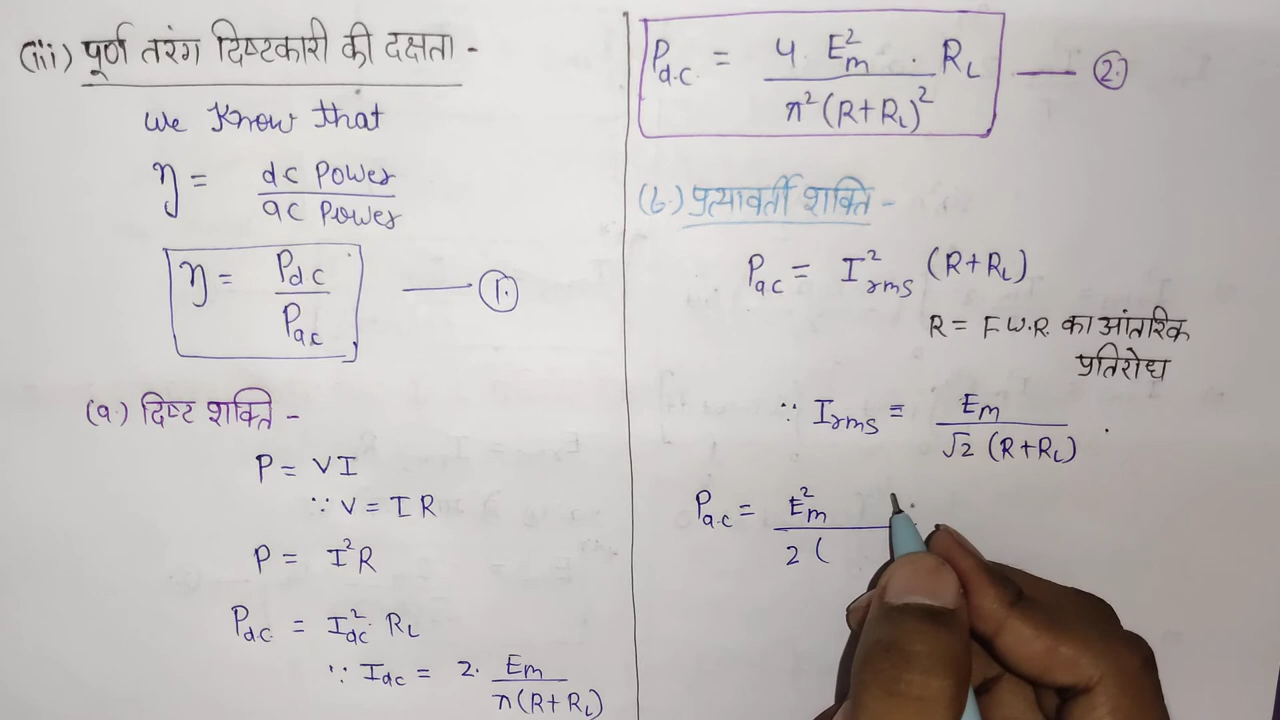 (iii) पूर्ण तरंग दिष्टकारी की दक्षता -
We Know that
η = dc Power / ac Power
η = Pdc / Pac — ①.
(a.) दिष्ट शक्ति -
P = VI
∵ V = IR
P = I²R
Pd.c. = I²dc. RL
∵ Idc = 2. Em / π(R+RL)
Pd.c. = 4 E²m . RL / π²(R+RL)² — ②.
(b.) प्रत्यावर्ती शक्ति -
Pac = I²rms (R+RL)
R = F.W.R. का आंतरिक
प्रतिरोध
∵ Irms = Em / √2 (R+RL) .
Pa.c = E²m / 2 (